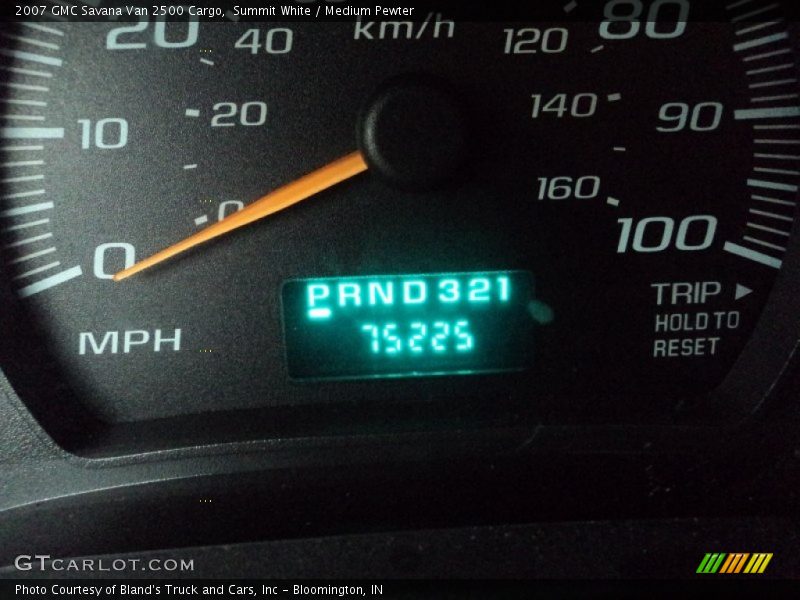 2007 GMC Savana Van 2500 Cargo, Summit White / Medium Pewter
20 40 km/h 120 80
10 20 140 90
0 160
0 100
PRND321
75225
MPH
TRIP ▶
HOLD TO
RESET
GTCARLOT.COM
Photo Courtesy of Bland's Truck and Cars, Inc - Bloomington, IN